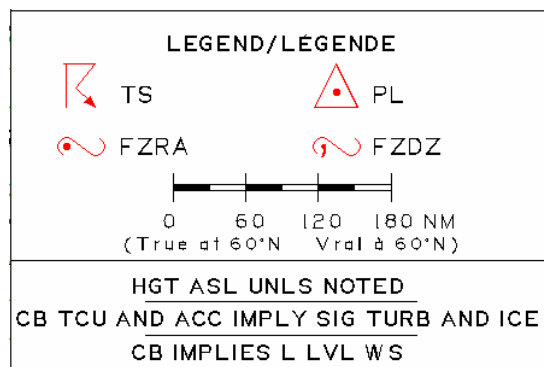 LEGEND/LÉGENDE
TS PL
FZRA FZDZ
0 60 120 180 NM
(True at 60°N Vrai à 60°N)
HGT ASL UNLS NOTED
CB TCU AND ACC IMPLY SIG TURB AND ICE
CB IMPLIES L LVL WS